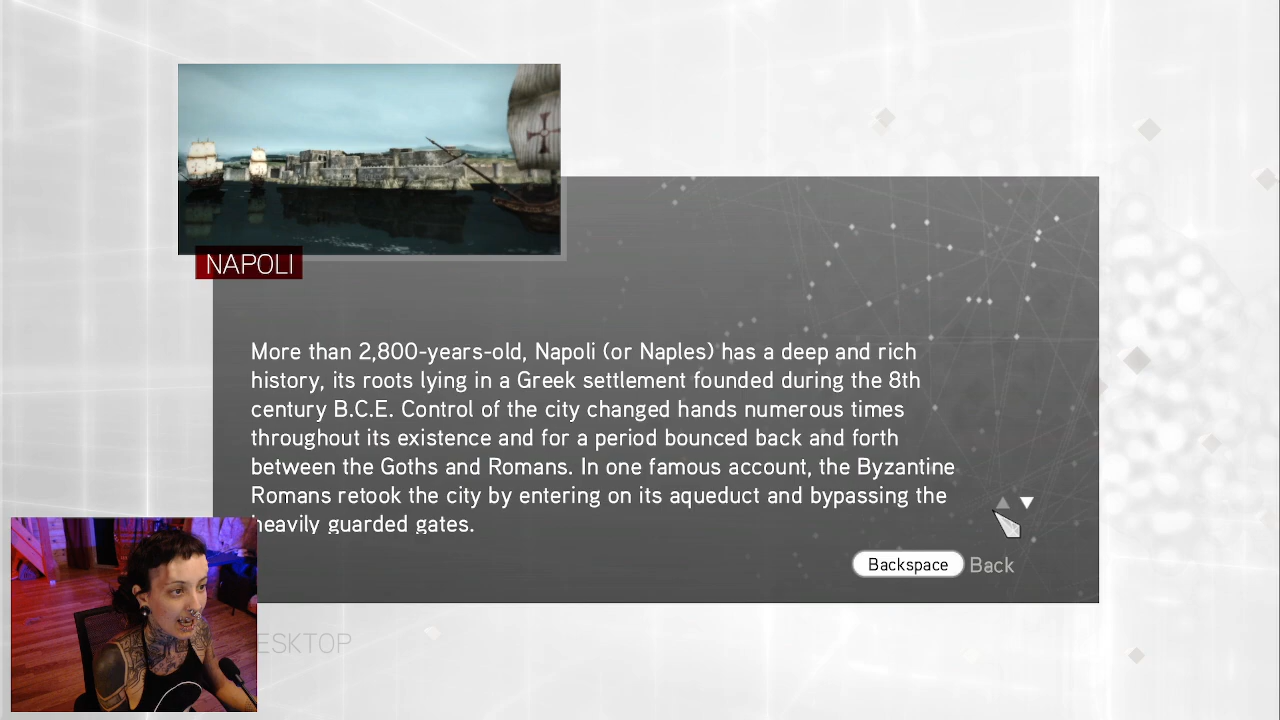 NAPOLI
More than 2,800-years-old, Napoli (or Naples) has a deep and rich
history, its roots lying in a Greek settlement founded during the 8th
century B.C.E. Control of the city changed hands numerous times
throughout its existence and for a period bounced back and forth
between the Goths and Romans. In one famous account, the Byzantine
Romans retook the city by entering on its aqueduct and bypassing the
heavily guarded gates.
Backspace Back
ESKTOP